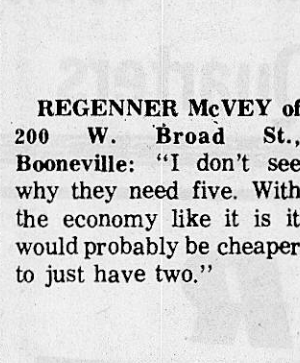 REGENNER McVEY of
200 W. Broad St.,
Booneville: “I don’t see
why they need five. With
the economy like it is it
would probably be cheaper
to just have two.”